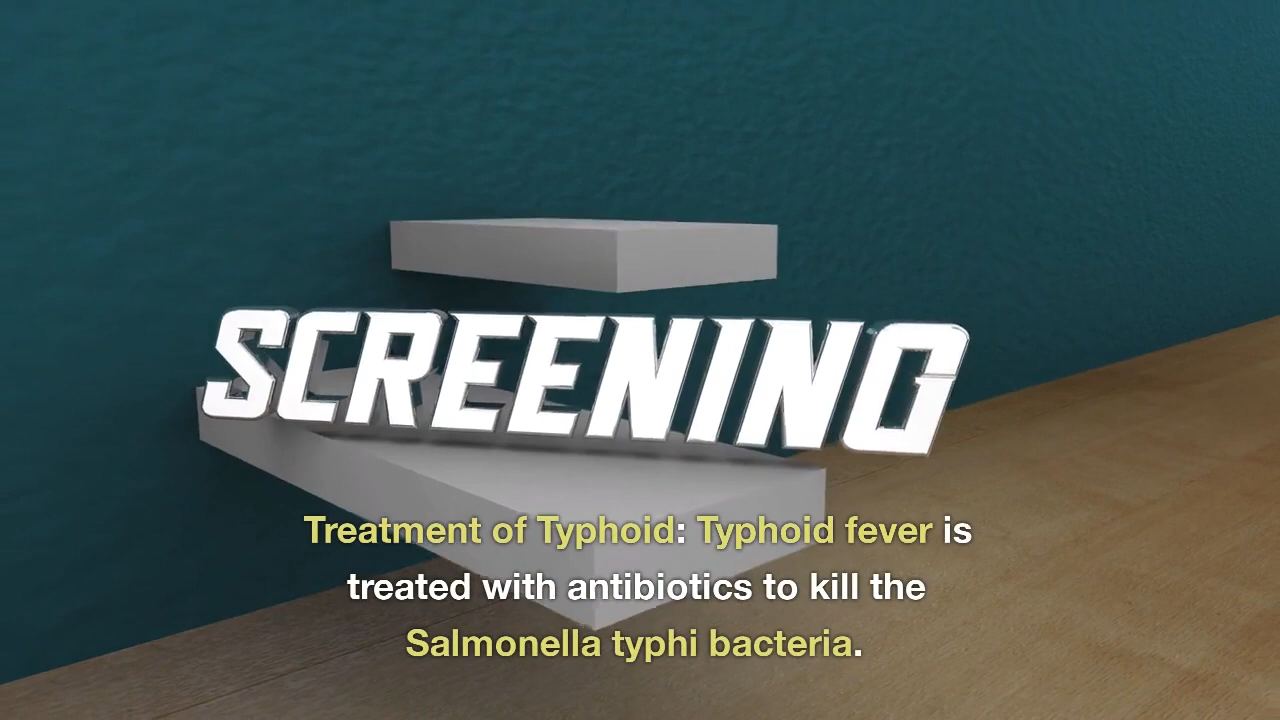 SCREENING
Treatment of Typhoid: Typhoid fever is
treated with antibiotics to kill the
Salmonella typhi bacteria.